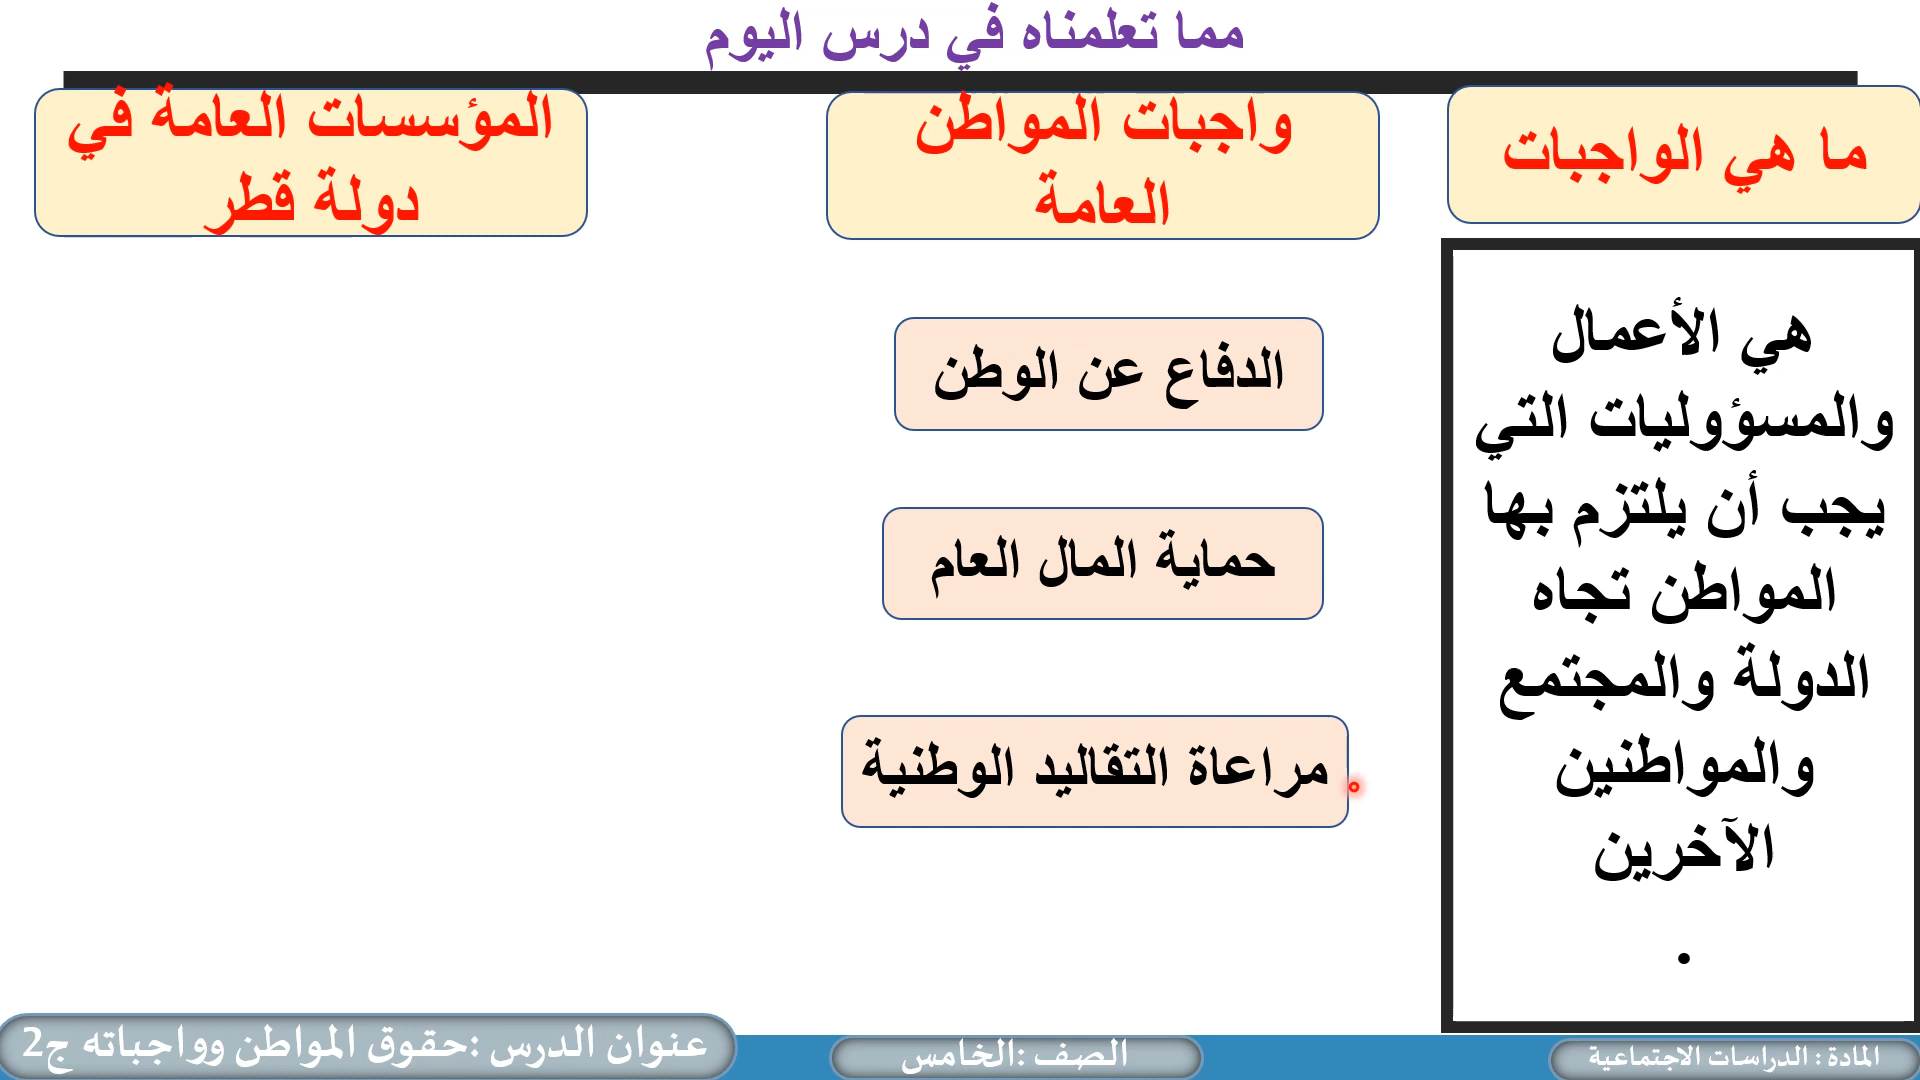 مما تعلمناه في درس اليوم
ما هي الواجبات
هي الأعمال
والمسؤوليات التي
يجب أن يلتزم بها
المواطن تجاه
الدولة والمجتمع
والمواطنين
الآخرين
.
واجبات المواطن
العامة
الدفاع عن الوطن
حماية المال العام
مراعاة التقاليد الوطنية
المؤسسات العامة في
دولة قطر
المادة : الدراسات الاجتماعية
الصف :الخامس
عنوان الدرس :حقوق المواطن وواجباته ج2